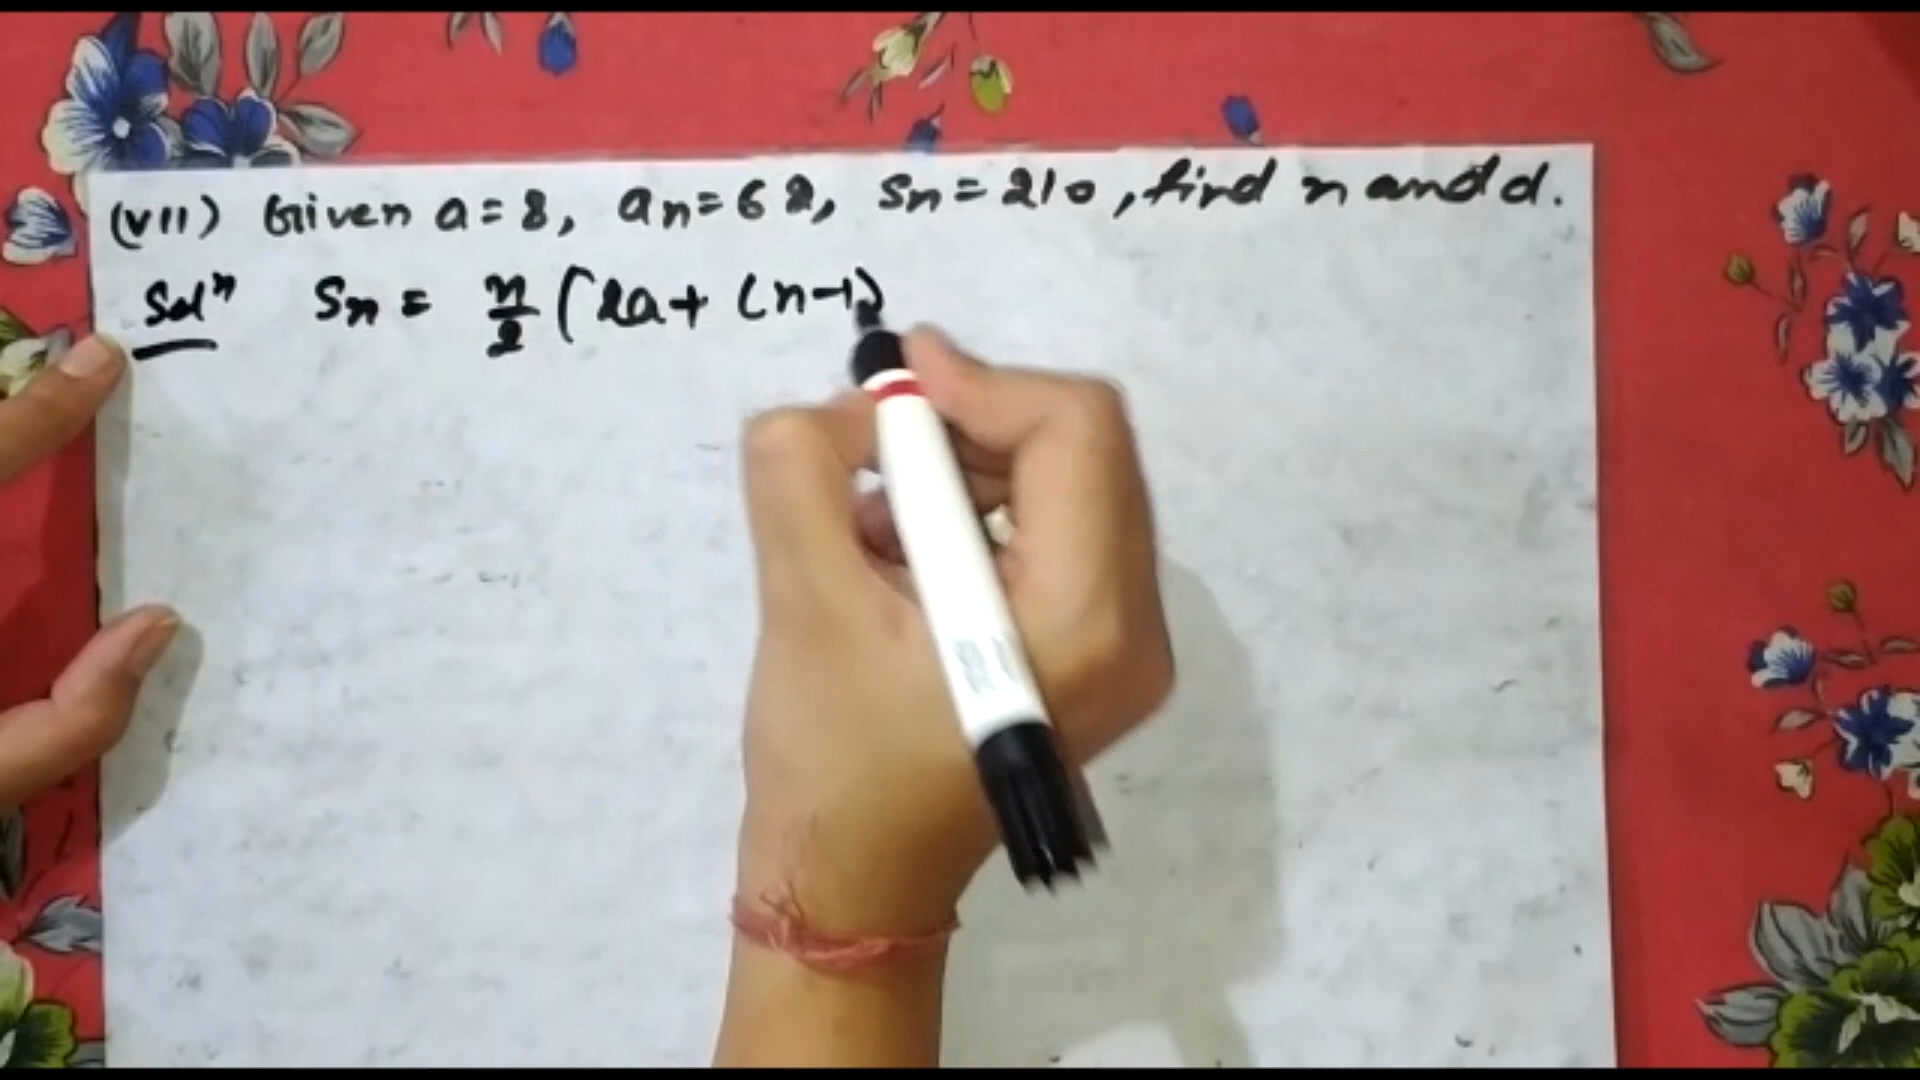 (VII) Given a=8, an=62, Sn=210, find n and d.
Solⁿ Sn = n/2 (2a+ (n-1)